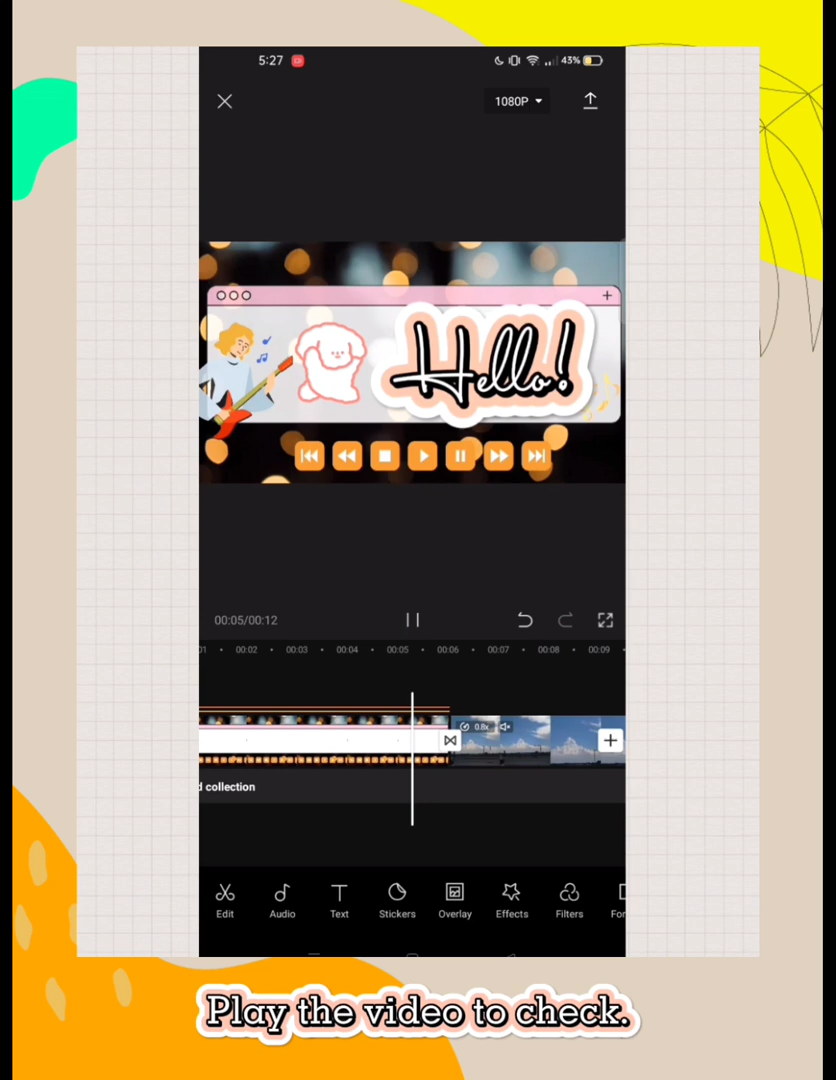 5:27
43%
1080P
Hello!
00:05/00:12
01 00:02 00:03 00:04 00:05 00:06 00:07 00:08 00:09
0.8x
d collection
Edit Audio Text Stickers Overlay Effects Filters For
Play the video to check.